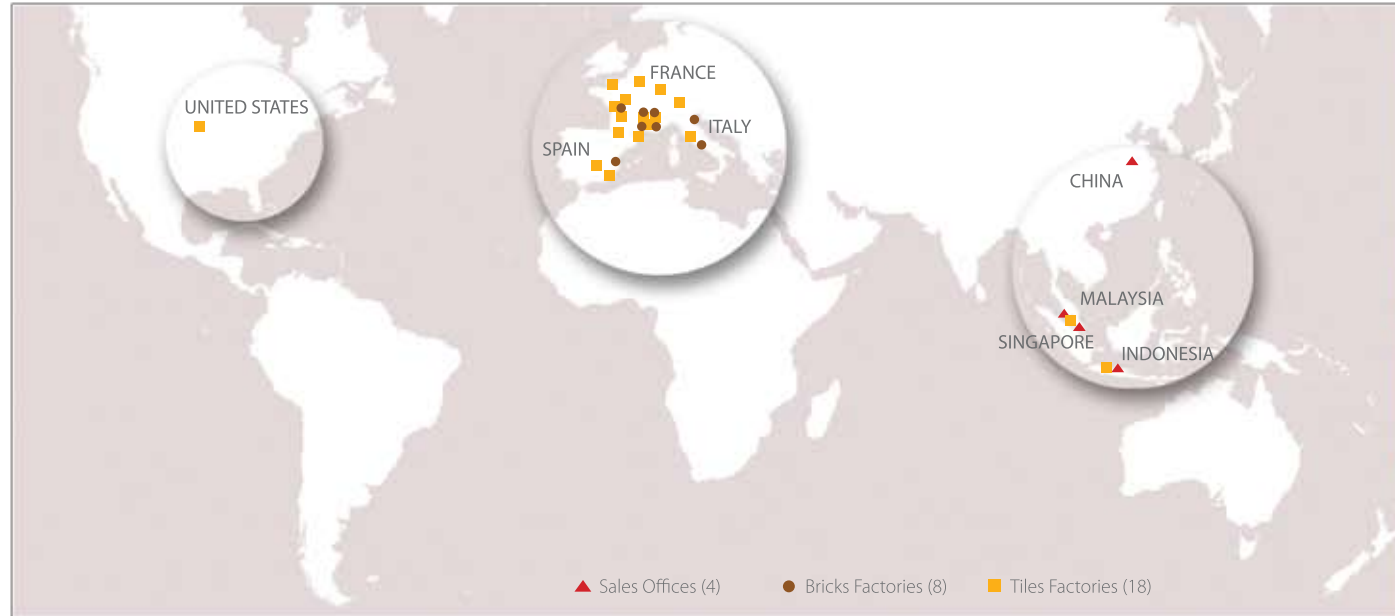 FRANCE
UNITED STATES
ITALY
SPAIN
CHINA
MALAYSIA
SINGAPORE
INDONESIA
Sales Offices (4)
Bricks Factories (8)
Tiles Factories (18)